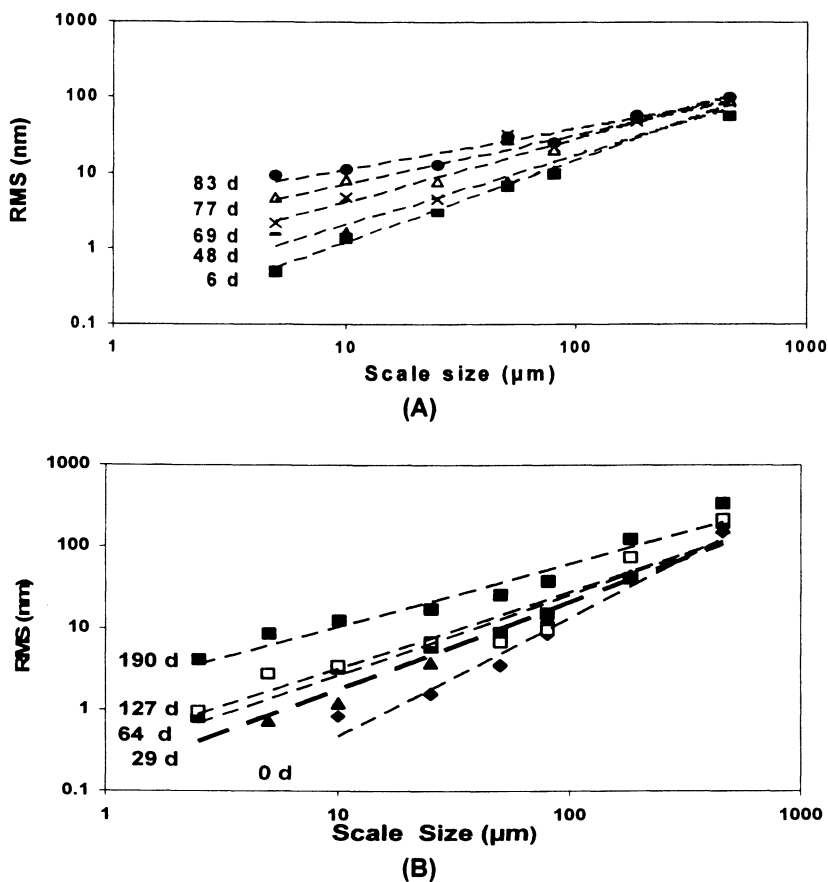 1000
100
10
1
0.1
RMS (nm)
83 d
77 d
69 d
48 d
6 d
1
10
100
1000
Scale size (µm)
(A)
1000
100
10
1
0.1
RMS (nm)
190 d
127 d
64 d
29 d
0 d
1
10
100
1000
Scale Size (µm)
(B)